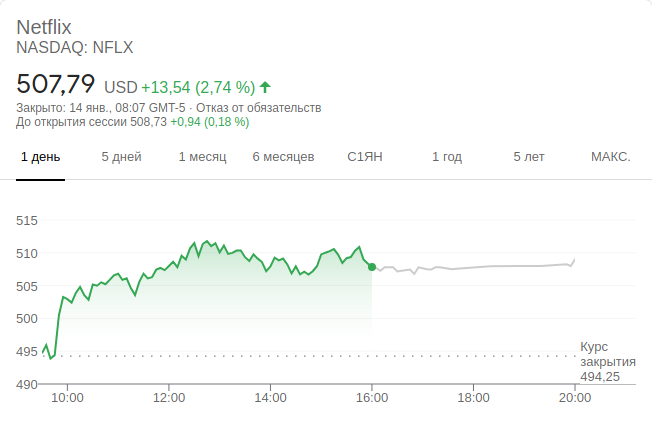 Netflix
NASDAQ: NFLX
507,79 USD +13,54 (2,74 %)
Закрыто: 14 янв., 08:07 GMT-5 · Отказ от обязательств
До открытия сессии 508,73 +0,94 (0,18 %)
1 день 5 дней 1 месяц 6 месяцев С1ЯН 1 год 5 лет МАКС.
515
510
505
500
495
490
Курс
закрытия
494,25
10:00 12:00 14:00 16:00 18:00 20:00